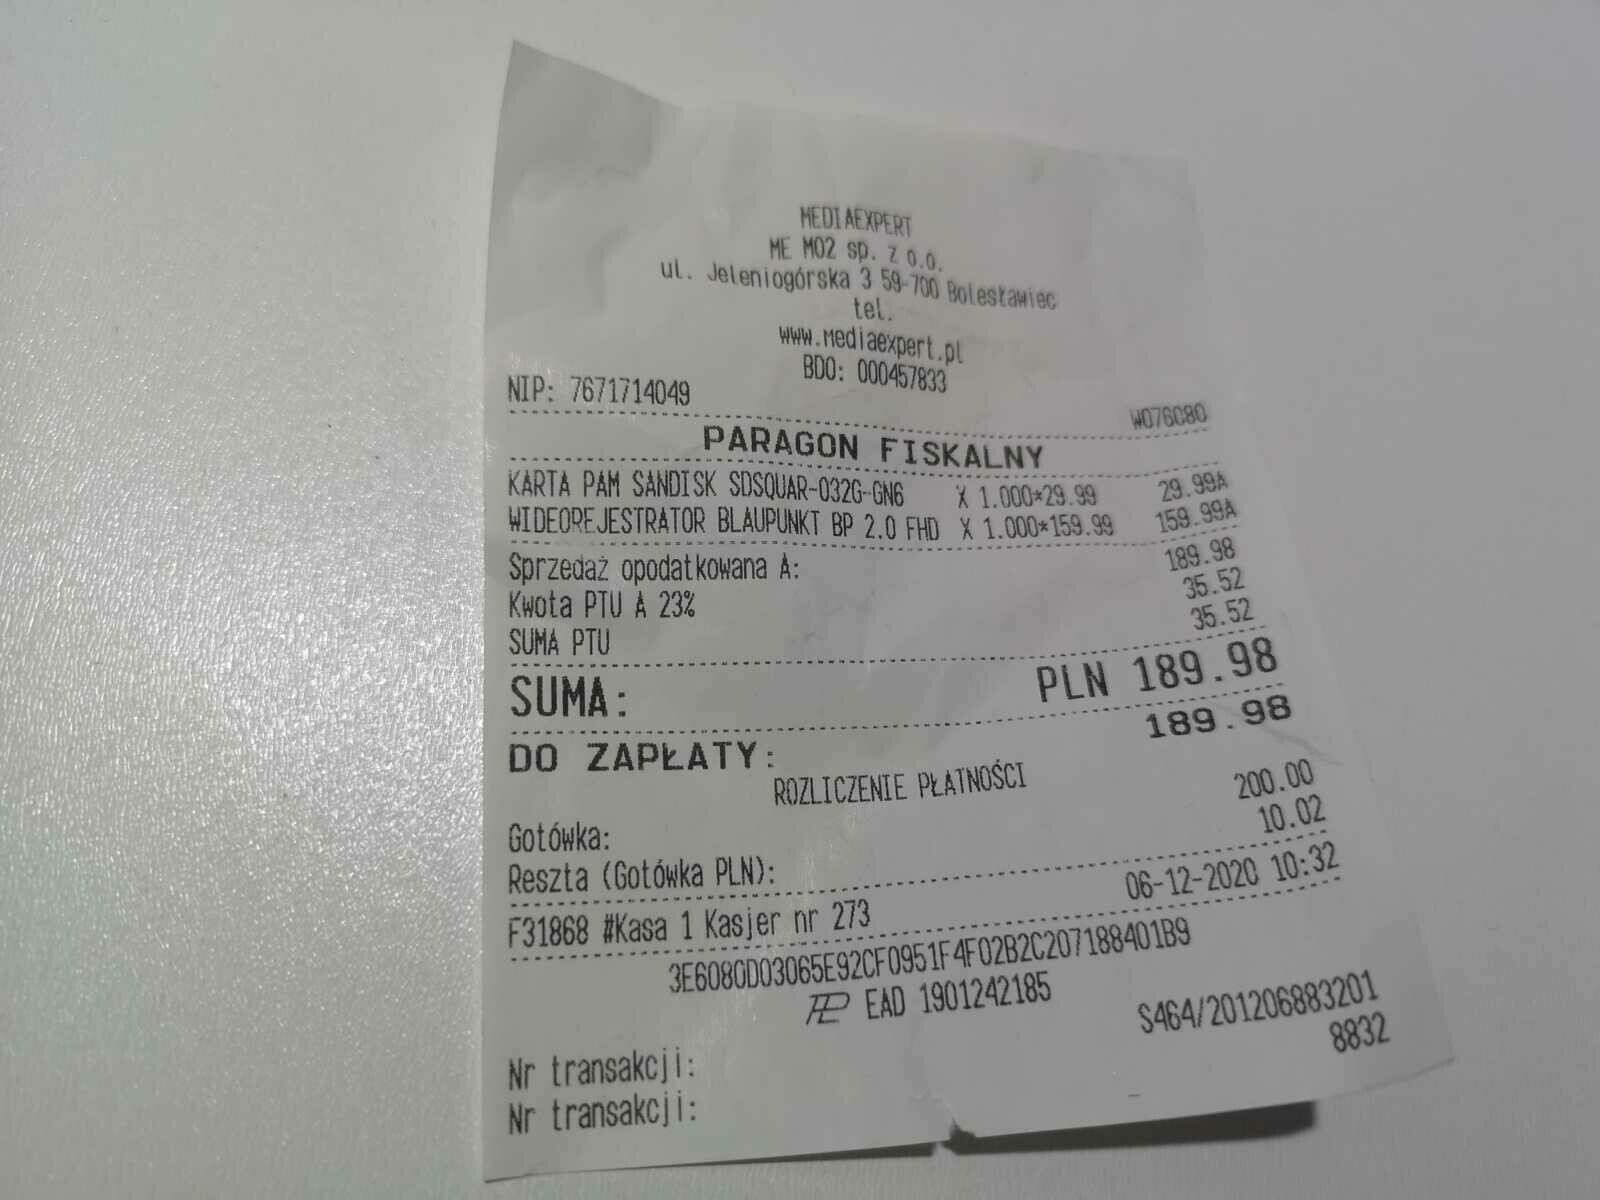 MEDIAEXPERT
ME M02 sp. z o.o.
ul. Jeleniogórska 3 59-700 Bolesławiec
tel.
www.mediaexpert.pl
BDO: 000457833
NIP: 7671714049
W076C80
PARAGON FISKALNY
KARTA PAM SANDISK SDSQUAR-032G-GN6 X 1.000*29.99 29.99A
WIDEOREJESTRATOR BLAUPUNKT BP 2.0 FHD X 1.000*159.99 159.99A
Sprzedaż opodatkowana A: 189.98
Kwota PTU A 23% 35.52
SUMA PTU 35.52
SUMA: PLN 189.98
DO ZAPŁATY: 189.98
ROZLICZENIE PŁATNOŚCI
Gotówka: 200.00
Reszta (Gotówka PLN): 10.02
F31868 #Kasa 1 Kasjer nr 273 06-12-2020 10:32
3E6080D03065E92CF0951F4F02B2C207188401B9
EAD 1901242185
Nr transakcji: S464/201206883201
Nr transakcji: 8832